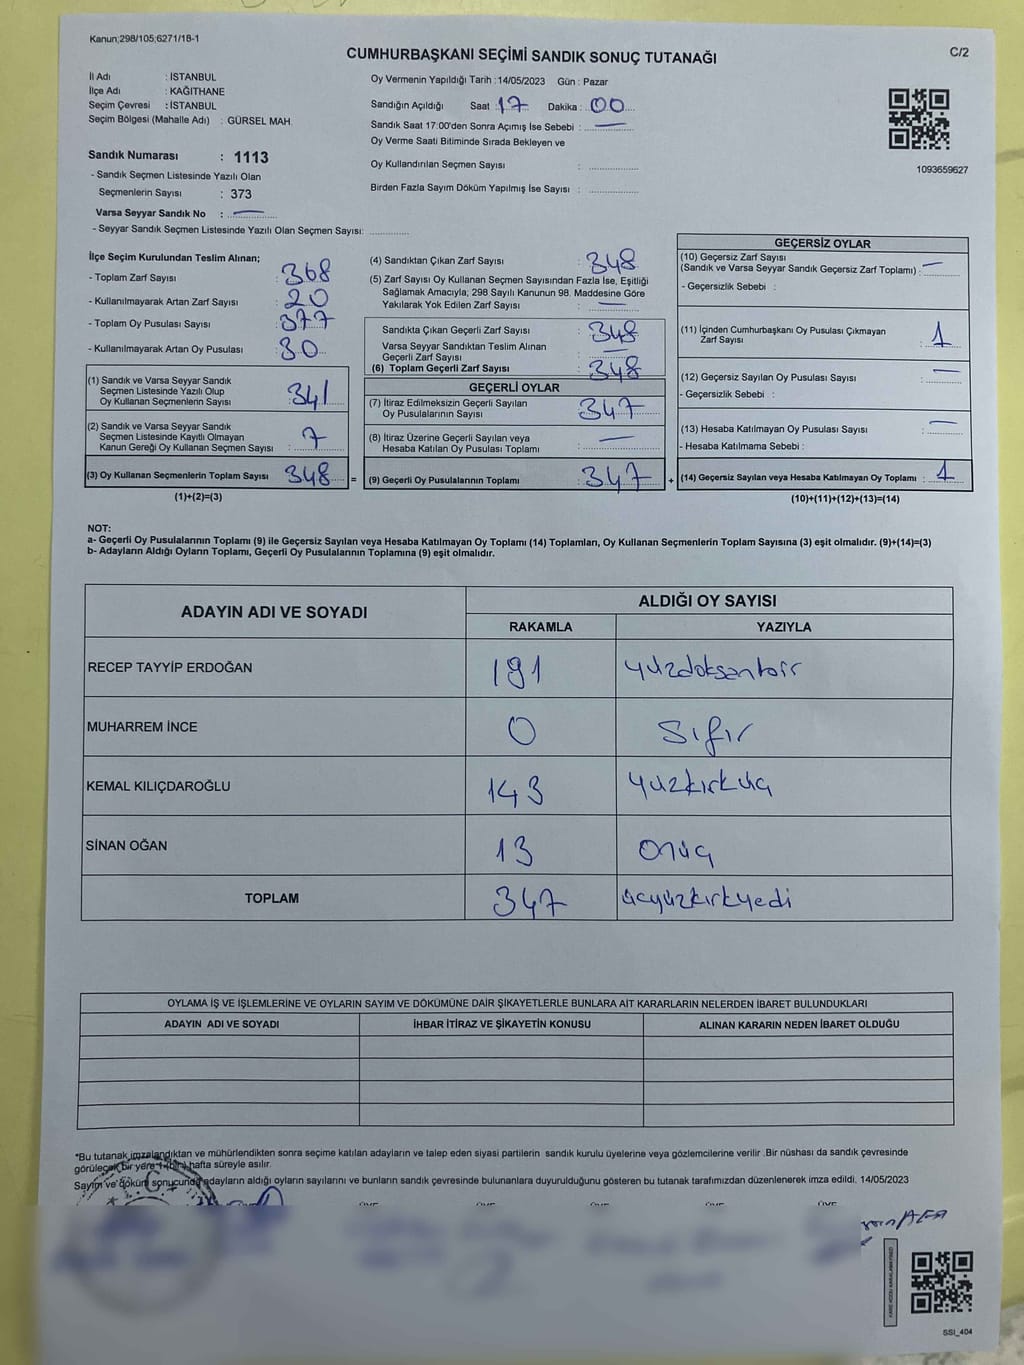 Kanun;298/105;6271/18-1
C/2
CUMHURBAŞKANI SEÇİMİ SANDIK SONUÇ TUTANAĞI
İl Adı : İSTANBUL
İlçe Adı : KAĞITHANE
Seçim Çevresi : İSTANBUL
Seçim Bölgesi (Mahalle Adı) : GÜRSEL MAH.
Sandık Numarası : 1113
- Sandık Seçmen Listesinde Yazılı Olan
Seçmenlerin Sayısı : 373
Varsa Seyyar Sandık No : —
- Seyyar Sandık Seçmen Listesinde Yazılı Olan Seçmen Sayısı: ............
Oy Vermenin Yapıldığı Tarih : 14/05/2023 Gün : Pazar
Sandığın Açıldığı Saat : 17 Dakika : 00
Sandık Saat 17:00'den Sonra Açımış İse Sebebi : —
Oy Verme Saati Bitiminde Sırada Bekleyen ve
Oy Kullandırılan Seçmen Sayısı : ...............
Birden Fazla Sayım Döküm Yapılmış İse Sayısı : ...............
1093659627
İlçe Seçim Kurulundan Teslim Alınan;
- Toplam Zarf Sayısı : 368
- Kullanılmayarak Artan Zarf Sayısı : 20
- Toplam Oy Pusulası Sayısı : 377
- Kullanılmayarak Artan Oy Pusulası : 30
(1) Sandık ve Varsa Seyyar Sandık
Seçmen Listesinde Yazılı Olup
Oy Kullanan Seçmenlerin Sayısı : 341
(2) Sandık ve Varsa Seyyar Sandık
Seçmen Listesinde Kayıtlı Olmayan
Kanun Gereği Oy Kullanan Seçmen Sayısı : 7
(3) Oy Kullanan Seçmenlerin Toplam Sayısı : 348 =
(1)+(2)=(3)
(4) Sandıktan Çıkan Zarf Sayısı : 348
(5) Zarf Sayısı Oy Kullanan Seçmen Sayısından Fazla İse, Eşitliği
Sağlamak Amacıyla, 298 Sayılı Kanunun 98. Maddesine Göre
Yakılarak Yok Edilen Zarf Sayısı : —
Sandıkta Çıkan Geçerli Zarf Sayısı : 348
Varsa Seyyar Sandıktan Teslim Alınan
Geçerli Zarf Sayısı : —
(6) Toplam Geçerli Zarf Sayısı : 348
GEÇERLİ OYLAR
(7) İtiraz Edilmeksizin Geçerli Sayılan
Oy Pusulalarının Sayısı : 347
(8) İtiraz Üzerine Geçerli Sayılan veya
Hesaba Katılan Oy Pusulası Toplamı : —
(9) Geçerli Oy Pusulalarının Toplamı : 347 +
GEÇERSİZ OYLAR
(10) Geçersiz Zarf Sayısı
(Sandık ve Varsa Seyyar Sandık Geçersiz Zarf Toplamı) : —
- Geçersizlik Sebebi :
(11) İçinden Cumhurbaşkanı Oy Pusulası Çıkmayan
Zarf Sayısı : 1
(12) Geçersiz Sayılan Oy Pusulası Sayısı : —
- Geçersizlik Sebebi :
(13) Hesaba Katılmayan Oy Pusulası Sayısı : —
- Hesaba Katılmama Sebebi :
(14) Geçersiz Sayılan veya Hesaba Katılmayan Oy Toplamı : 1
(10)+(11)+(12)+(13)=(14)
NOT:
a- Geçerli Oy Pusulalarının Toplamı (9) ile Geçersiz Sayılan veya Hesaba Katılmayan Oy Toplamı (14) Toplamları, Oy Kullanan Seçmenlerin Toplam Sayısına (3) eşit olmalıdır. (9)+(14)=(3)
b- Adayların Aldığı Oyların Toplamı, Geçerli Oy Pusulalarının Toplamına (9) eşit olmalıdır.
ADAYIN ADI VE SOYADI
ALDIĞI OY SAYISI
RAKAMLA YAZIYLA
RECEP TAYYİP ERDOĞAN 191 yüzdoksanbir
MUHARREM İNCE 0 Sıfır
KEMAL KILIÇDAROĞLU 143 yüzkırküç
SİNAN OĞAN 13 onüç
TOPLAM 347 üçyüzkırkyedi
OYLAMA İŞ VE İŞLEMLERİNE VE OYLARIN SAYIM VE DÖKÜMÜNE DAİR ŞİKAYETLERLE BUNLARA AİT KARARLARIN NELERDEN İBARET BULUNDUKLARI
ADAYIN ADI VE SOYADI İHBAR İTİRAZ VE ŞİKAYETİN KONUSU ALINAN KARARIN NEDEN İBARET OLDUĞU
*Bu tutanak imzalandıktan ve mühürlendikten sonra seçime katılan adayların ve talep eden siyasi partilerin sandık kurulu üyelerine veya gözlemcilerine verilir .Bir nüshası da sandık çevresinde
görülecek bir yere 1 (bir) hafta süreyle asılır.
Sayım ve döküm sonucunda adayların aldığı oyların sayılarını ve bunların sandık çevresinde bulunanlara duyurulduğunu gösteren bu tutanak tarafımızdan düzenlenerek imza edildi. 14/05/2023
SSI_404